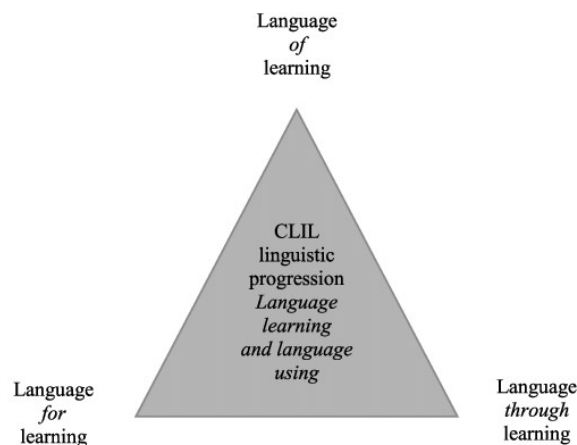 Language
of
learning
CLIL
linguistic
progression
Language
learning
and language
using
Language
for
learning
Language
through
learning